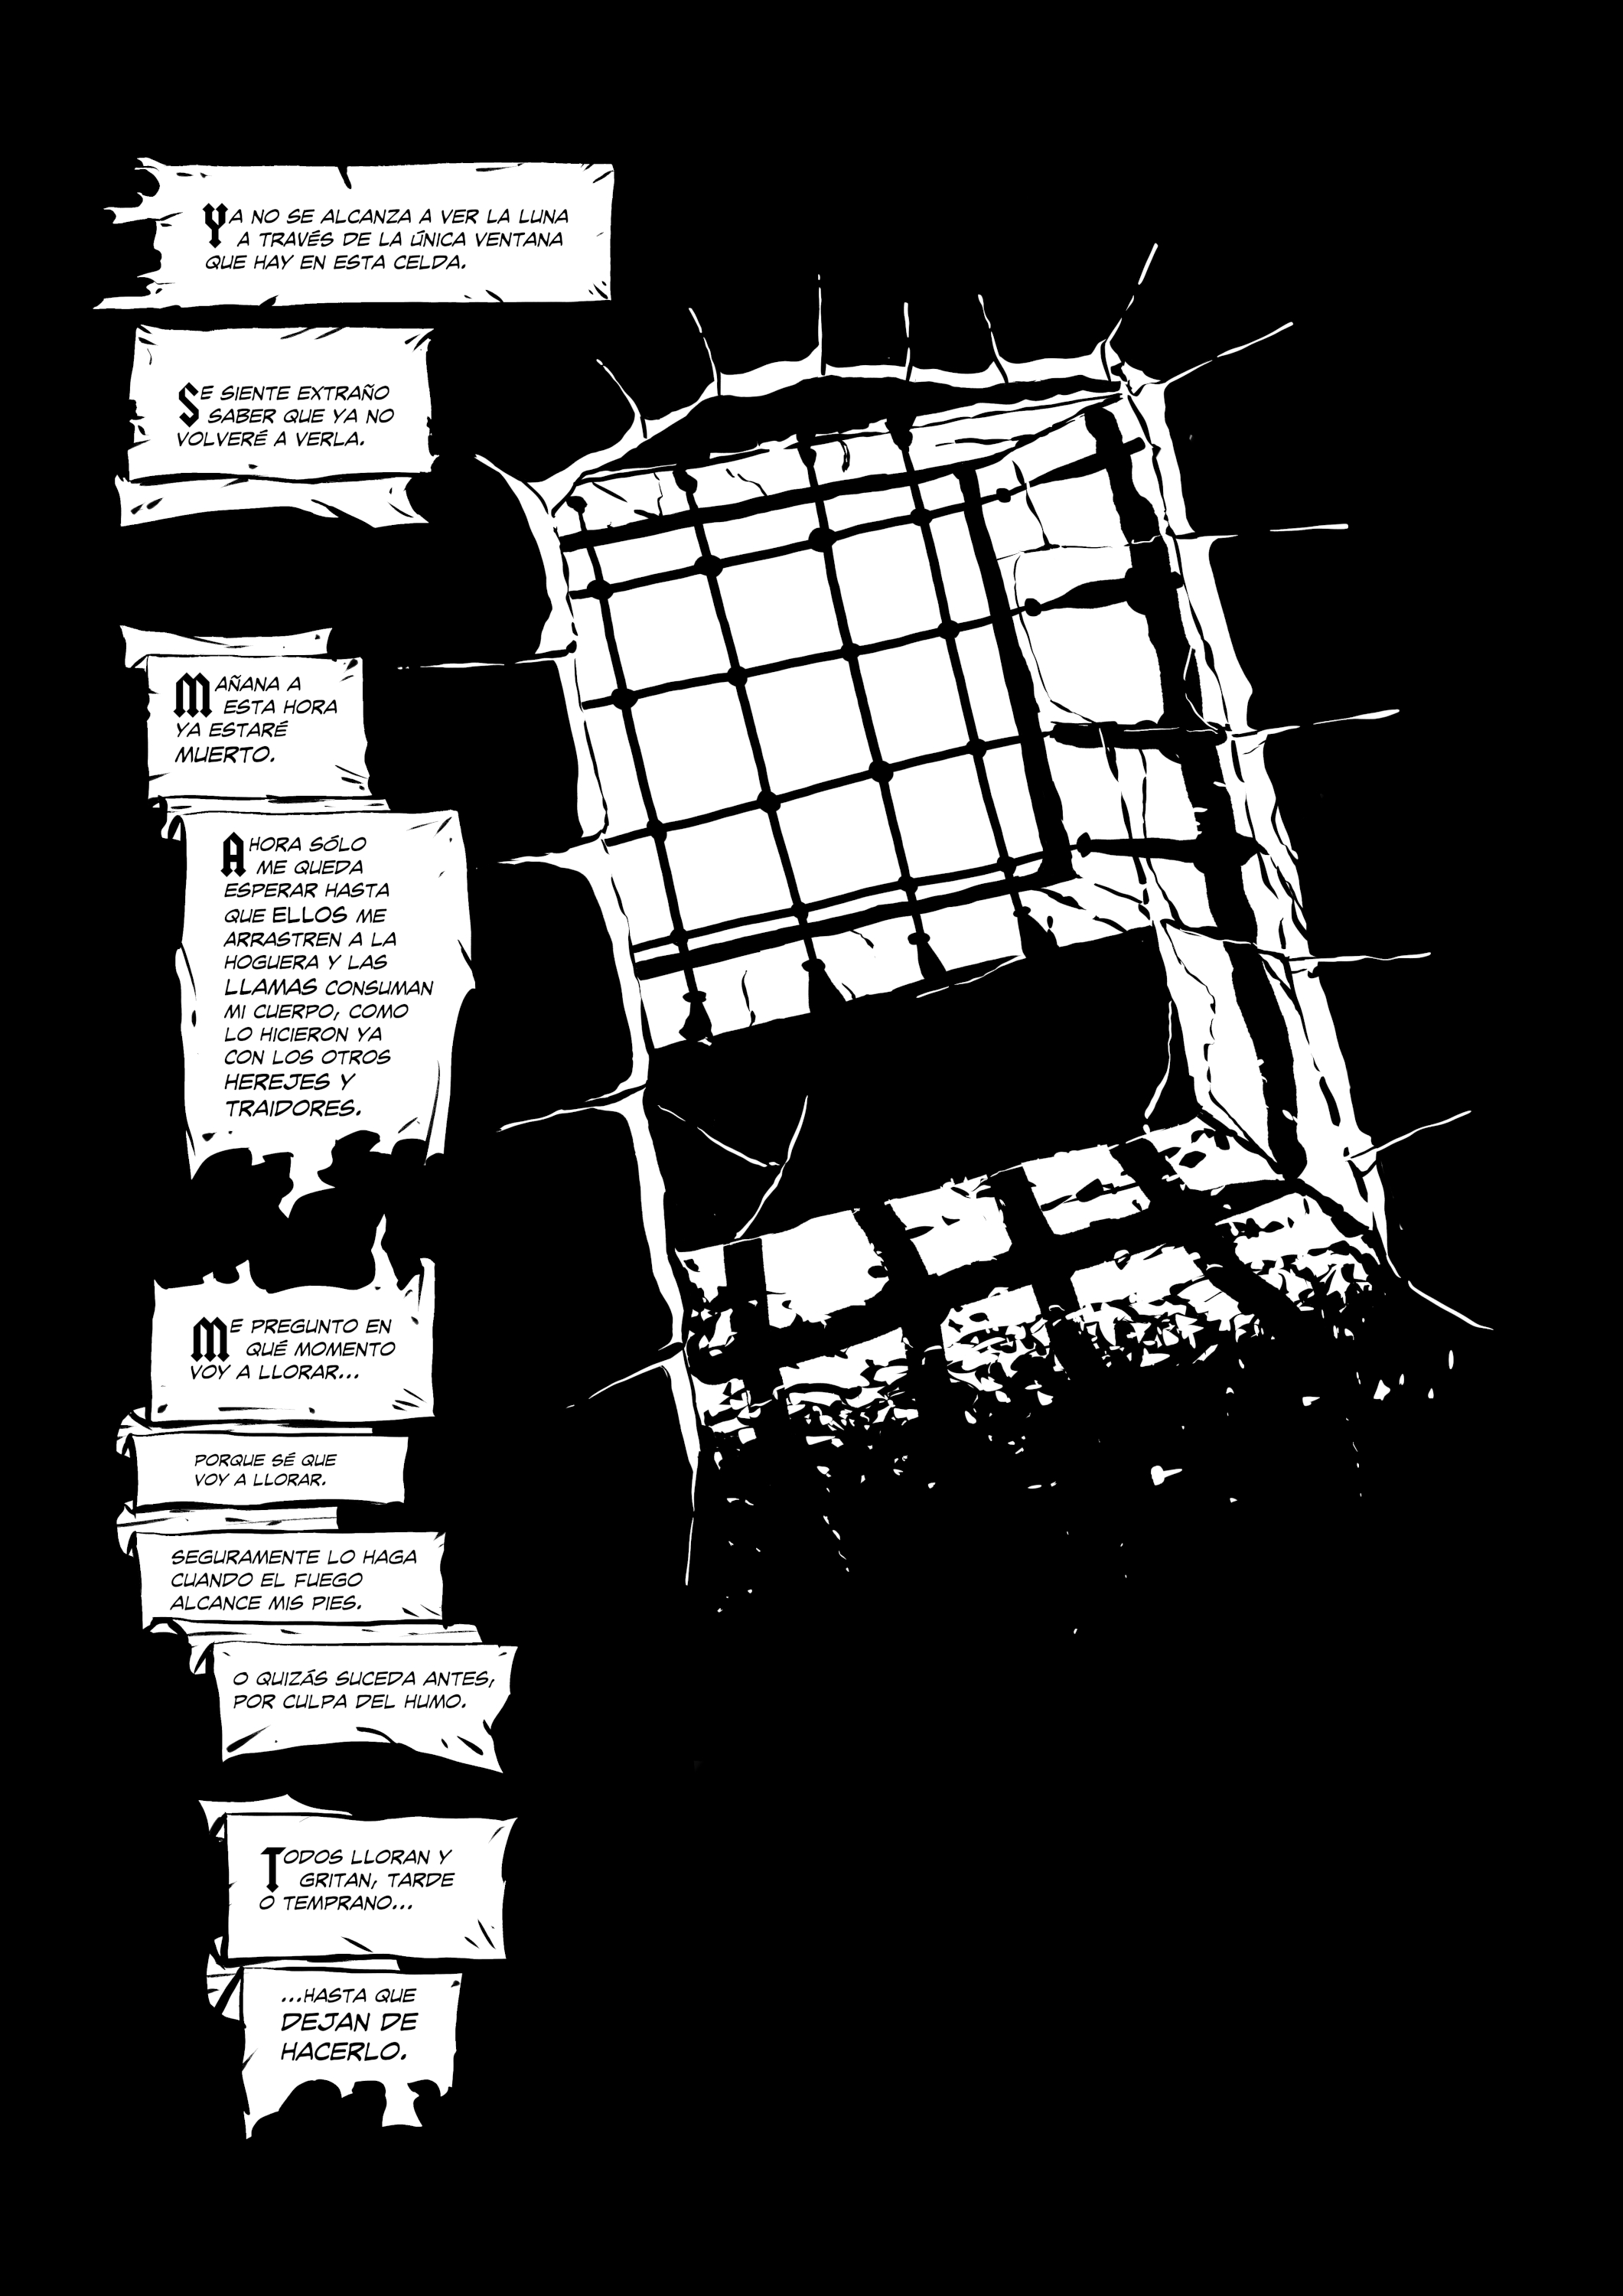 YA NO SE ALCANZA A VER LA LUNA
A TRAVÉS DE LA ÚNICA VENTANA
QUE HAY EN ESTA CELDA.
SE SIENTE EXTRAÑO
SABER QUE YA NO
VOLVERÉ A VERLA.
MAÑANA A
ESTA HORA
YA ESTARÉ
MUERTO.
AHORA SÓLO
ME QUEDA
ESPERAR HASTA
QUE ELLOS ME
ARRASTREN A LA
HOGUERA Y LAS
LLAMAS CONSUMAN
MI CUERPO, COMO
LO HICIERON YA
CON LOS OTROS
HEREJES Y
TRAIDORES.
ME PREGUNTO EN
QUÉ MOMENTO
VOY A LLORAR...
PORQUE SÉ QUE
VOY A LLORAR.
SEGURAMENTE LO HAGA
CUANDO EL FUEGO
ALCANCE MIS PIES.
O QUIZÁS SUCEDA ANTES,
POR CULPA DEL HUMO.
TODOS LLORAN Y
GRITAN, TARDE
O TEMPRANO...
...HASTA QUE
DEJAN DE
HACERLO.